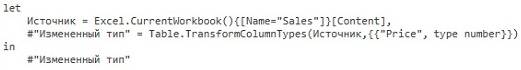 let
    Источник = Excel.CurrentWorkbook(){[Name="Sales"]}[Content],
    #"Измененный тип" = Table.TransformColumnTypes(Источник,{{"Price", type number}})
in
    #"Измененный тип"